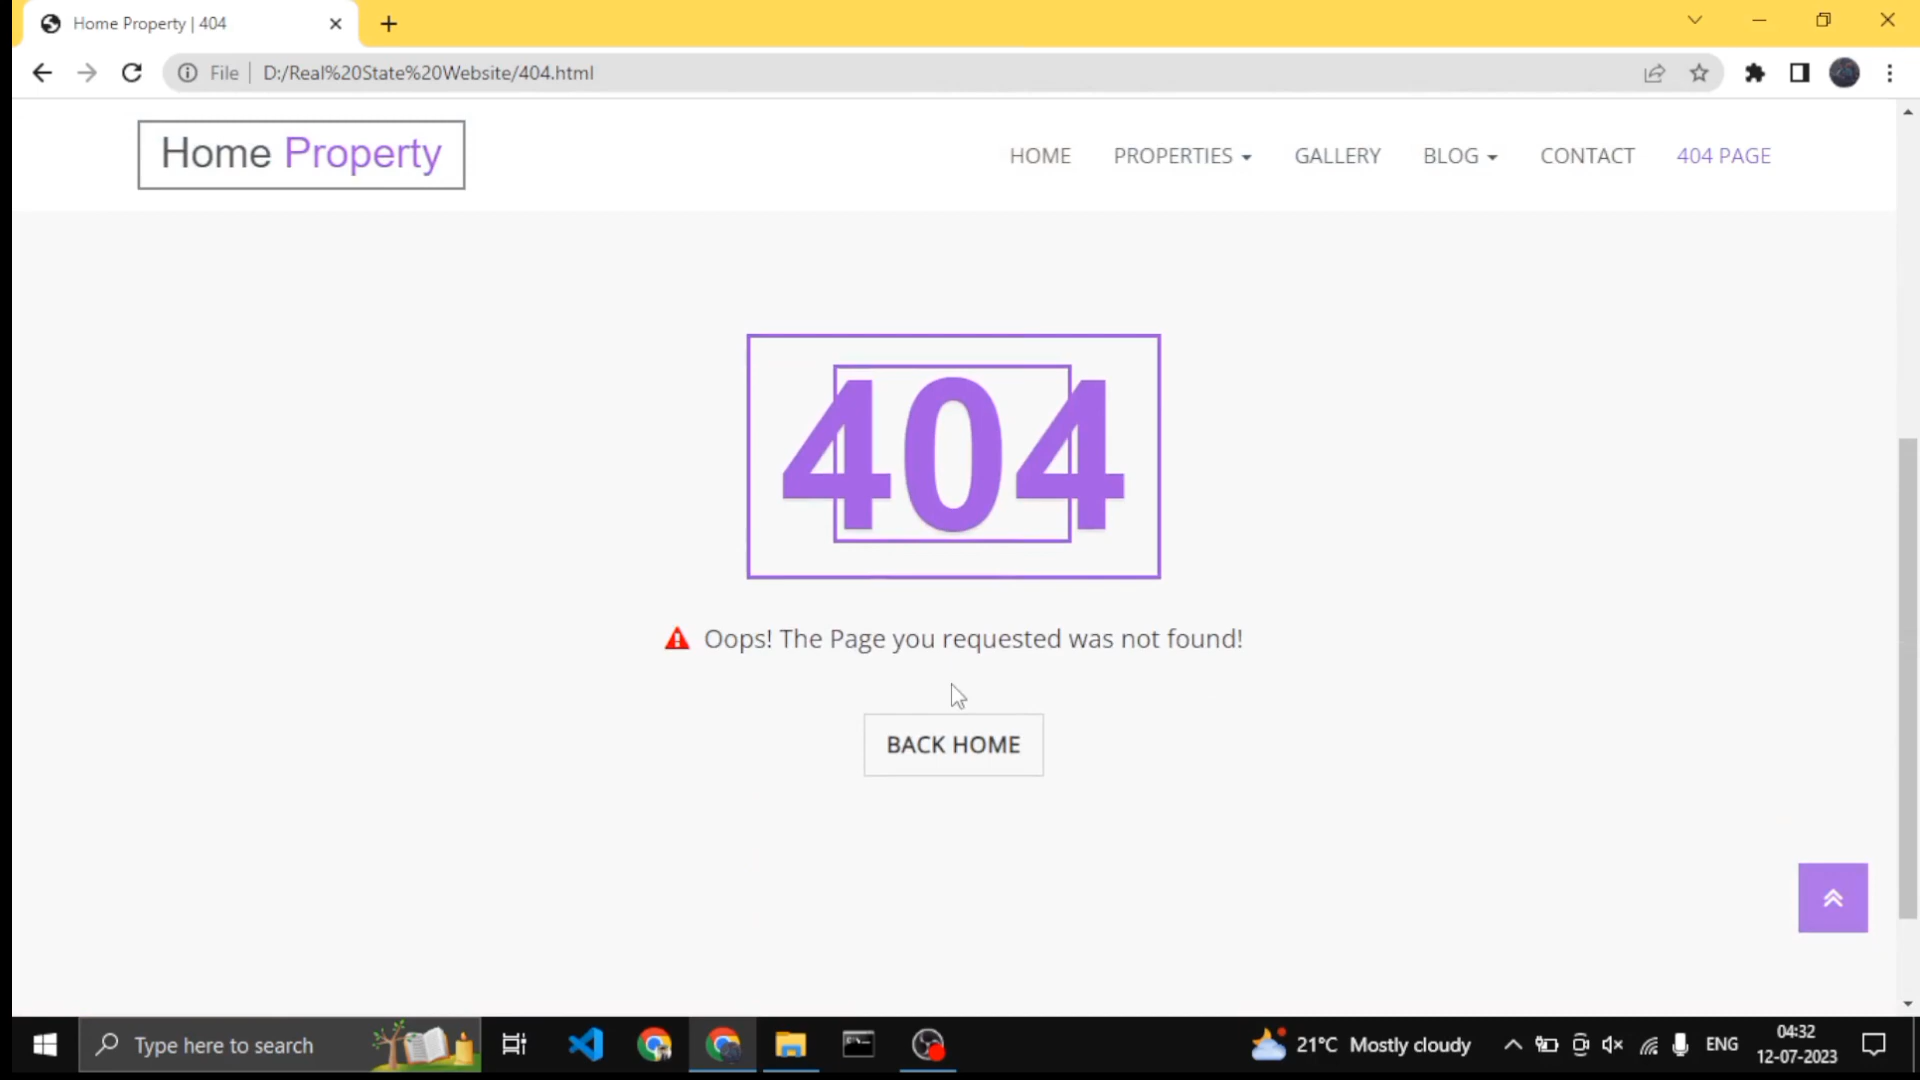 Home Property | 404
File D:/Real%20State%20Website/404.html
Home Property
HOME PROPERTIES GALLERY BLOG CONTACT 404 PAGE
404
Oops! The Page you requested was not found!
BACK HOME
Type here to search
21°C Mostly cloudy
ENG
04:32
12-07-2023